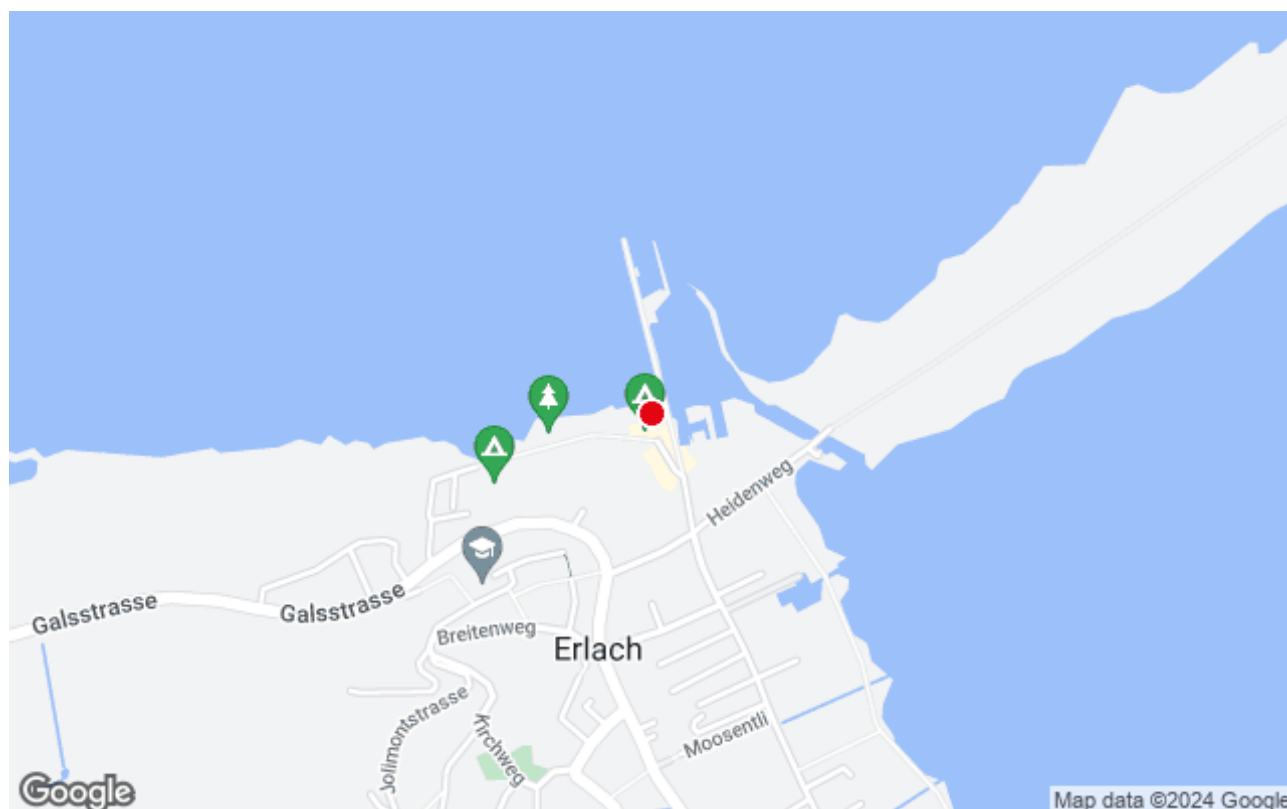 Heidenweg
Galsstrasse
Galsstrasse
Breitenweg
Erlach
Jolimontstrasse
Kirchweg
Moosentli
Google
Map data ©2024 Google